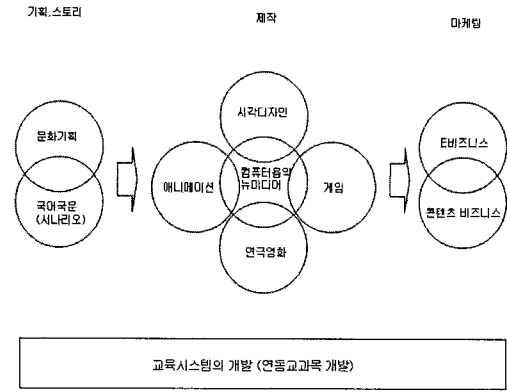 기획,스토리
제작
마케팅
문화기획
국어국문
(시나리오)
시각디자인
애니메이션
컴퓨터음악
뉴미디어
게임
연극영화
E비즈니스
콘텐츠 비즈니스
교육시스템의 개발 (연동교과목 개발)